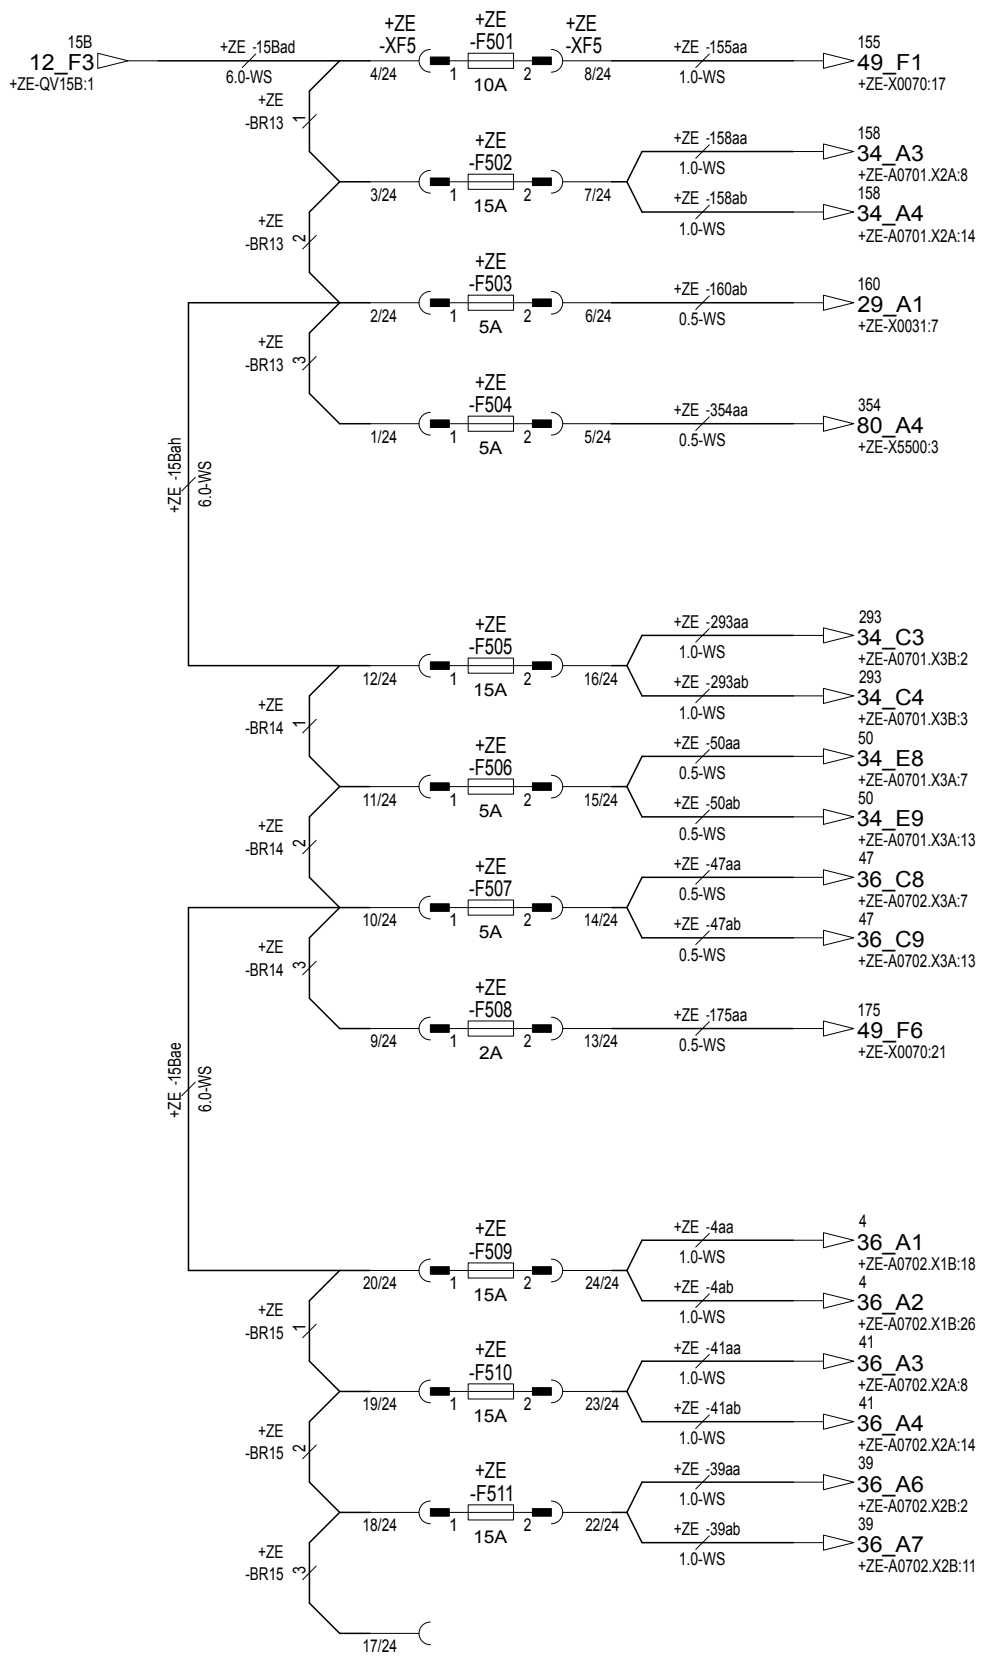 15B
12_F3
+ZE-QV15B:1
+ZE -15Bad
6.0-WS
+ZE
-XF5
4/24
+ZE
-F501
1
2
10A
+ZE
-XF5
8/24
+ZE -155aa
1.0-WS
155
49_F1
+ZE-X0070:17
+ZE
-BR13
1
3/24
+ZE
-F502
1
2
15A
7/24
+ZE -158aa
1.0-WS
158
34_A3
+ZE-A0701.X2A:8
+ZE -158ab
1.0-WS
158
34_A4
+ZE-A0701.X2A:14
+ZE
-BR13
2
2/24
+ZE
-F503
1
2
5A
6/24
+ZE -160ab
0.5-WS
160
29_A1
+ZE-X0031:7
+ZE
-BR13
3
1/24
+ZE
-F504
1
2
5A
5/24
+ZE -354aa
0.5-WS
354
80_A4
+ZE-X5500:3
+ZE -15Bah
6.0-WS
12/24
+ZE
-F505
1
2
15A
16/24
+ZE -293aa
1.0-WS
293
34_C3
+ZE-A0701.X3B:2
+ZE -293ab
1.0-WS
293
34_C4
+ZE-A0701.X3B:3
+ZE
-BR14
1
11/24
+ZE
-F506
1
2
5A
15/24
+ZE -50aa
0.5-WS
50
34_E8
+ZE-A0701.X3A:7
+ZE -50ab
0.5-WS
50
34_E9
+ZE-A0701.X3A:13
+ZE
-BR14
2
10/24
+ZE
-F507
1
2
5A
14/24
+ZE -47aa
0.5-WS
47
36_C8
+ZE-A0702.X3A:7
+ZE -47ab
0.5-WS
47
36_C9
+ZE-A0702.X3A:13
+ZE
-BR14
3
9/24
+ZE
-F508
1
2
2A
13/24
+ZE -175aa
0.5-WS
175
49_F6
+ZE-X0070:21
+ZE -15Bae
6.0-WS
20/24
+ZE
-F509
1
2
15A
24/24
+ZE -4aa
1.0-WS
4
36_A1
+ZE-A0702.X1B:18
+ZE -4ab
1.0-WS
4
36_A2
+ZE-A0702.X1B:26
+ZE
-BR15
1
19/24
+ZE
-F510
1
2
15A
23/24
+ZE -41aa
1.0-WS
41
36_A3
+ZE-A0702.X2A:8
+ZE -41ab
1.0-WS
41
36_A4
+ZE-A0702.X2A:14
+ZE
-BR15
2
18/24
+ZE
-F511
1
2
15A
22/24
+ZE -39aa
1.0-WS
39
36_A6
+ZE-A0702.X2B:2
+ZE -39ab
1.0-WS
39
36_A7
+ZE-A0702.X2B:11
+ZE
-BR15
3
17/24